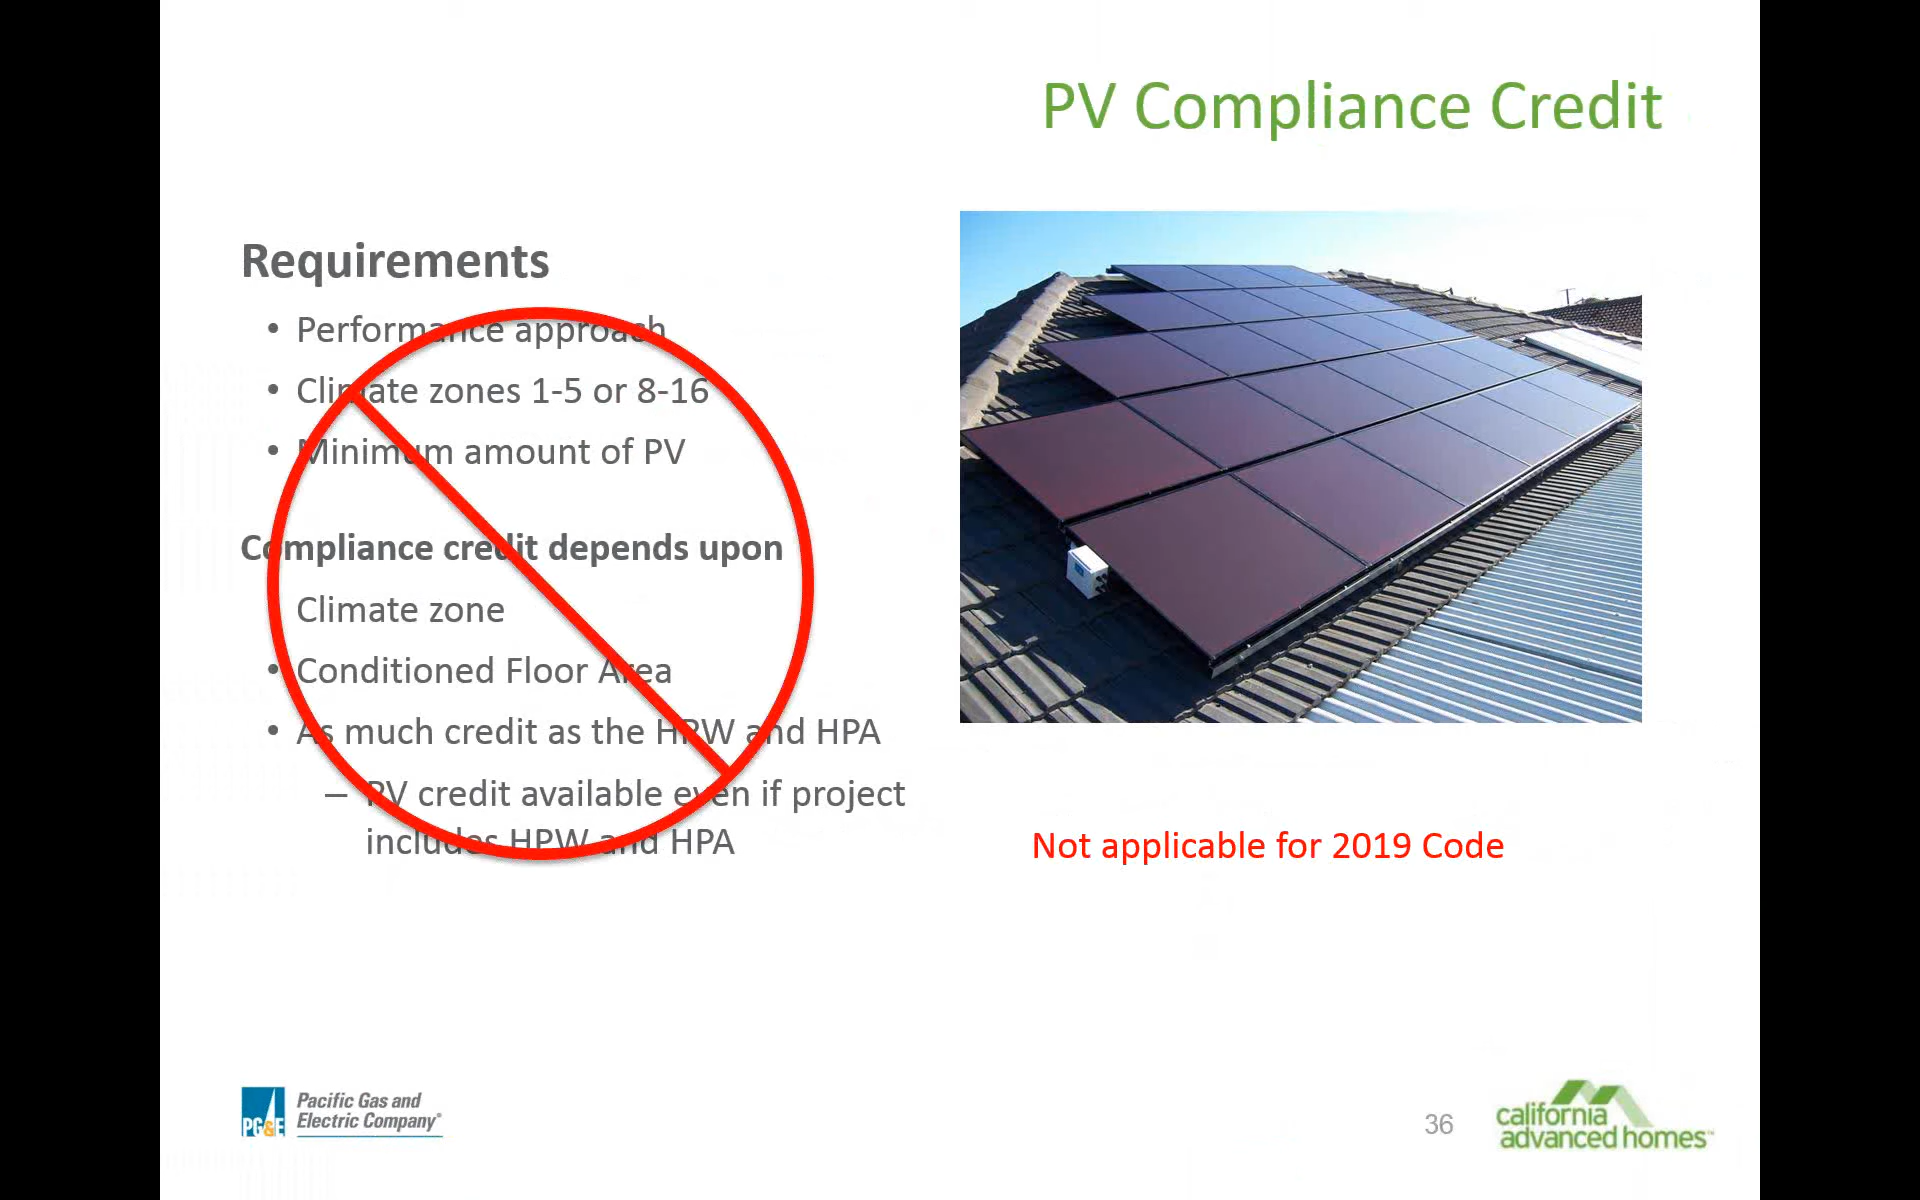 PV Compliance Credit
Requirements
• Performance approach
• Climate zones 1-5 or 8-16
• Minimum amount of PV
Compliance credit depends upon
Climate zone
• Conditioned Floor Area
• As much credit as the HPW and HPA
– PV credit available even if project
includes HPW and HPA
Not applicable for 2019 Code
PG&E
Pacific Gas and
Electric Company®
36
california
advanced homes™